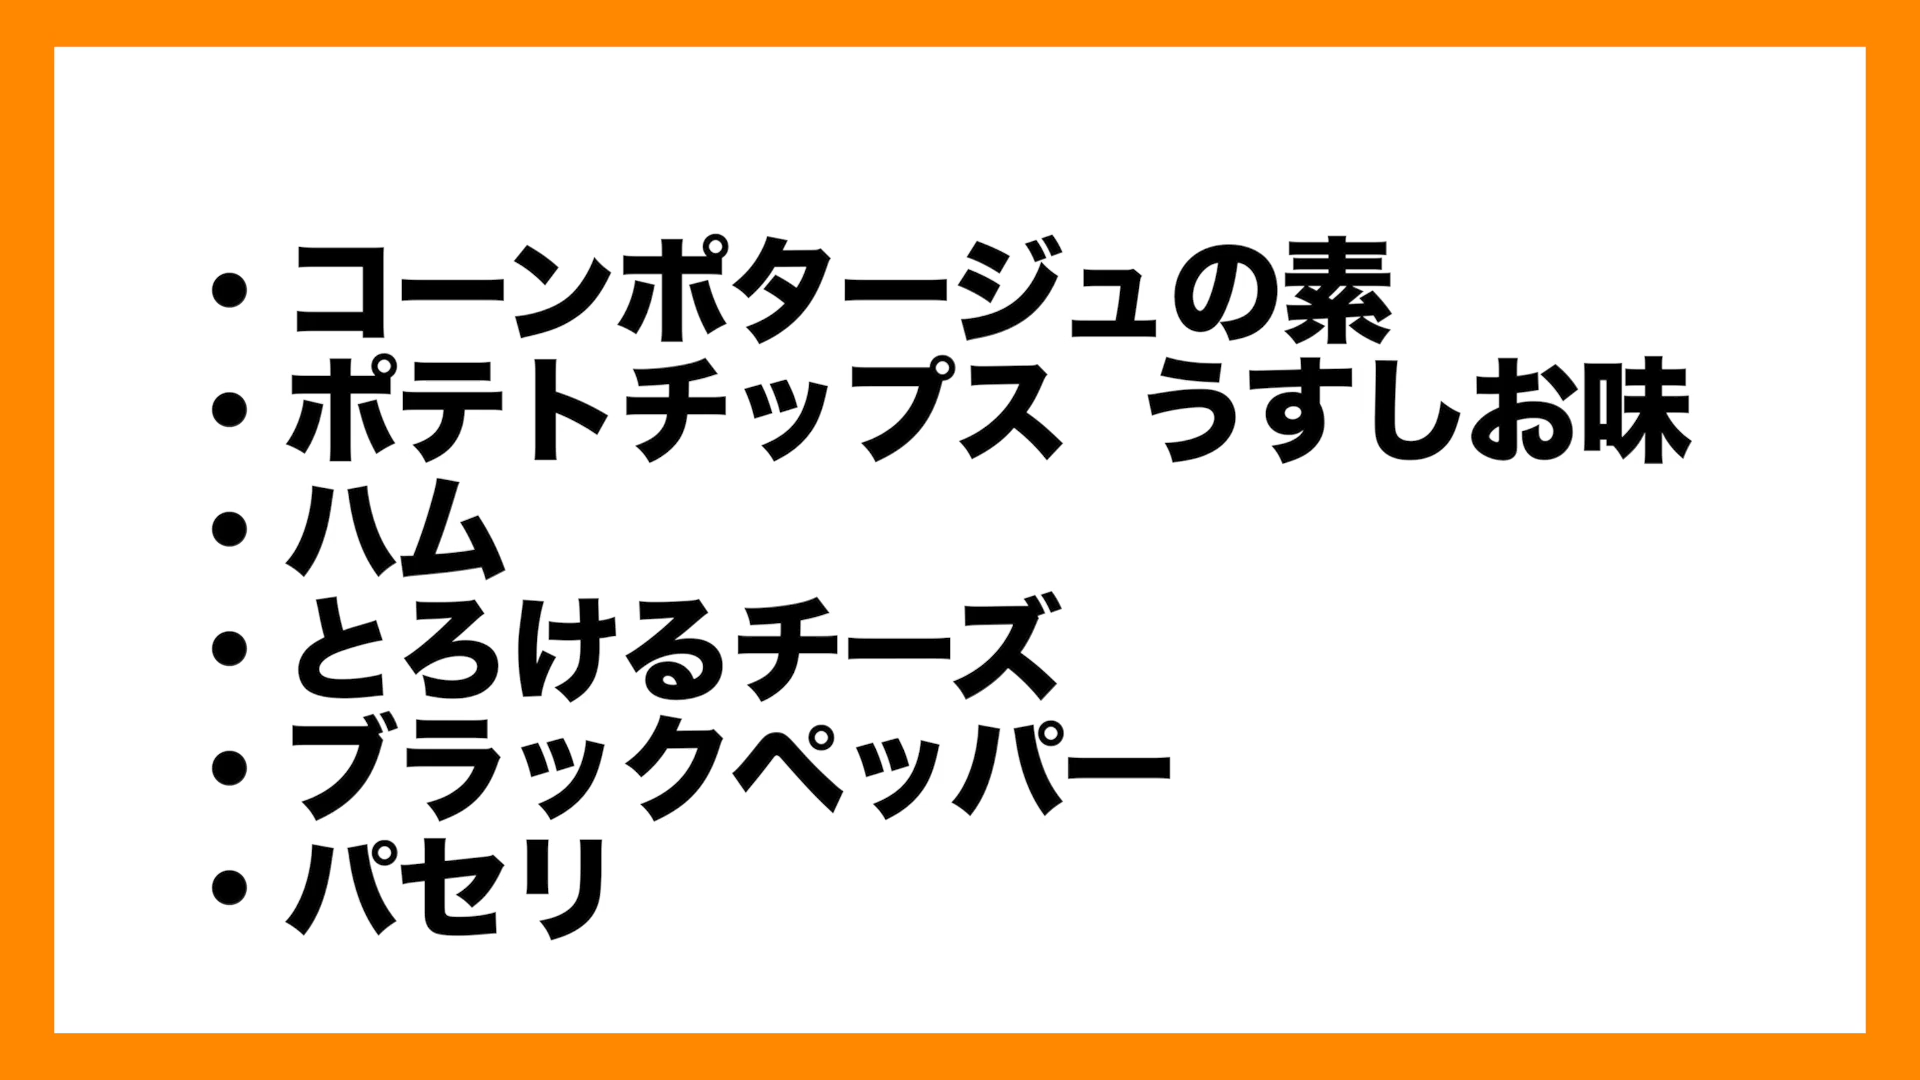 ・コーンポタージュの素
・ポテトチップス うすしお味
・ハム
・とろけるチーズ
・ブラックペッパー
・パセリ